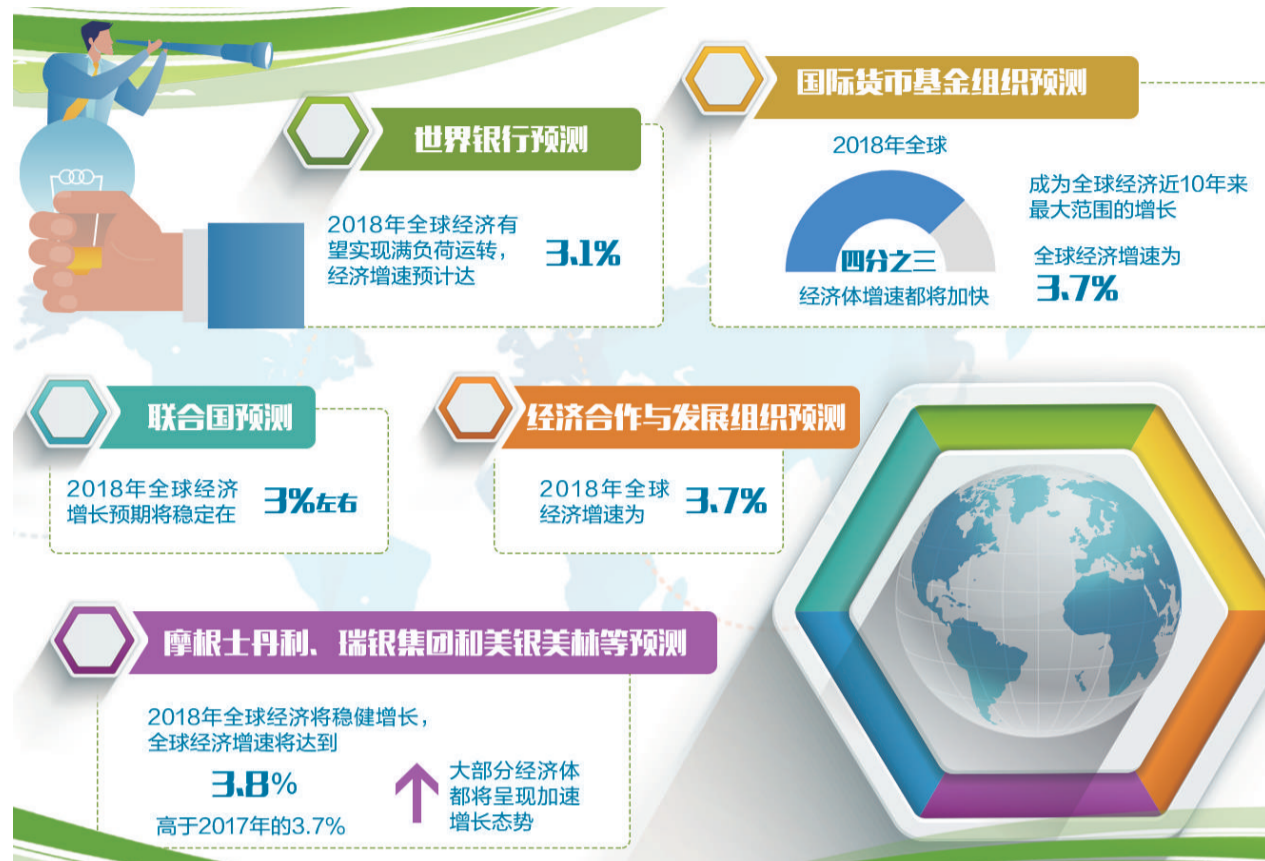 世界银行预测
2018年全球经济有
望实现满负荷运转，
经济增速预计达
3.1%
国际货币基金组织预测
2018年全球
四分之三
经济体增速都将加快
成为全球经济近10年来
最大范围的增长
全球经济增速为
3.7%
联合国预测
2018年全球经济
增长预期将稳定在
3%左右
经济合作与发展组织预测
2018年全球
经济增速为
3.7%
摩根士丹利、瑞银集团和美银美林等预测
2018年全球经济将稳健增长，
全球经济增速将达到
3.8%
高于2017年的3.7%
大部分经济体
都将呈现加速
增长态势